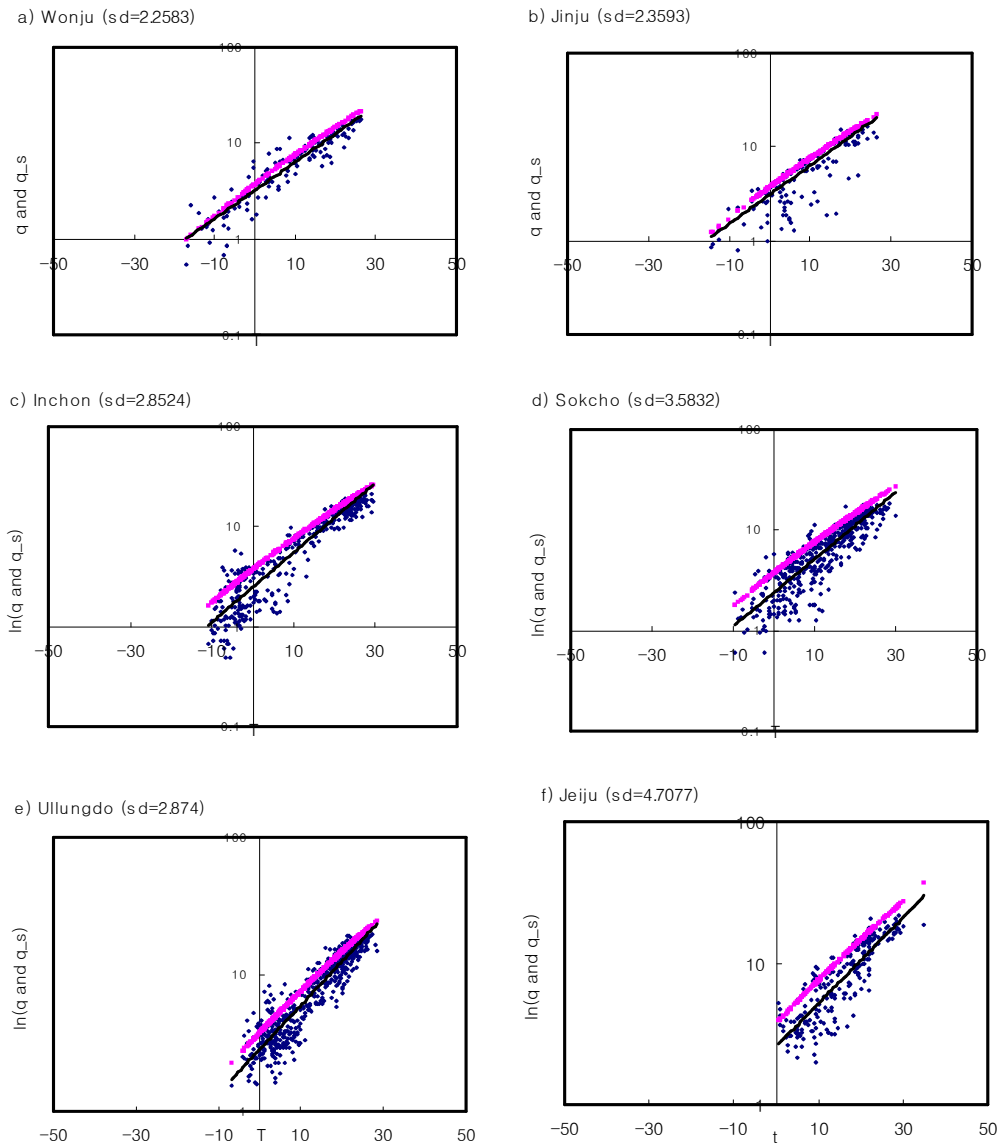 a) Wonju (sd=2.2583)
100
10
1
0.1
−50 −30 −10 10 30 50
q and q_s
b) Jinju (sd=2.3593)
100
10
1
0.1
−50 −30 −10 10 30 50
q and q_s
c) Inchon (sd=2.8524)
100
10
0.1
−50 −30 −10 10 30 50
ln(q and q_s)
d) Sokcho (sd=3.5832)
100
10
1
0.1
−50 −30 −10 10 30 50
ln(q and q_s)
e) Ullungdo (sd=2.874)
100
10
1
−50 −30 −10 T 10 30 50
ln(q and q_s)
f) Jeiju (sd=4.7077)
100
10
1
−50 −30 −10 t 10 30 50
ln(q and q_s)